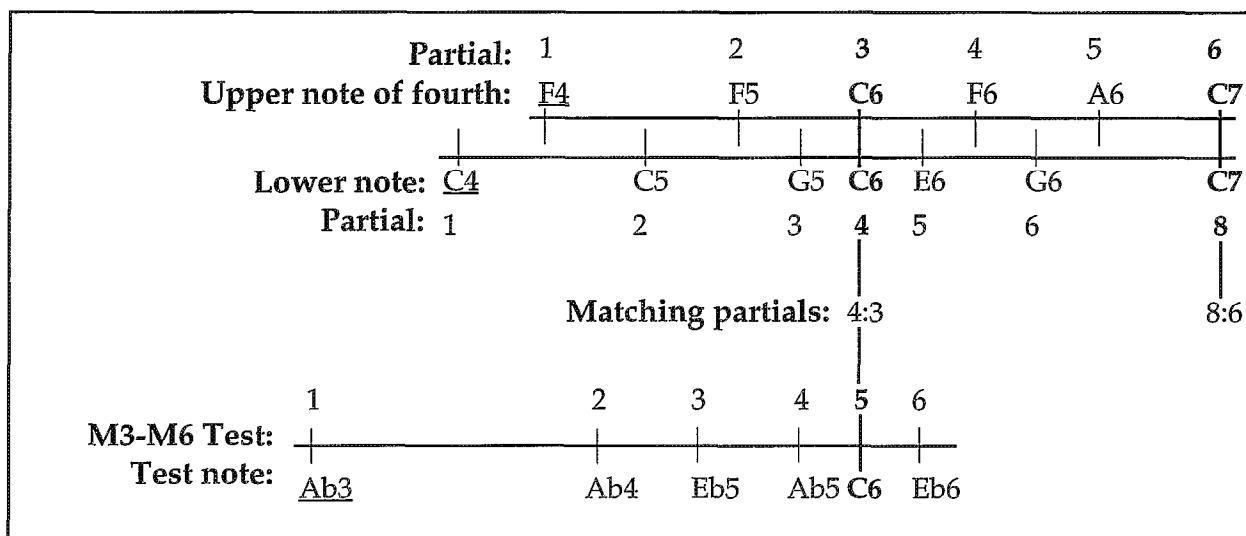 Partial: 1 2 3 4 5 6
Upper note of fourth: F4 F5 C6 F6 A6 C7
Lower note: C4 C5 G5 C6 E6 G6 C7
Partial: 1 2 3 4 5 6 8
Matching partials: 4:3 8:6
1 2 3 4 5 6
M3-M6 Test:
Test note: Ab3 Ab4 Eb5 Ab5 C6 Eb6